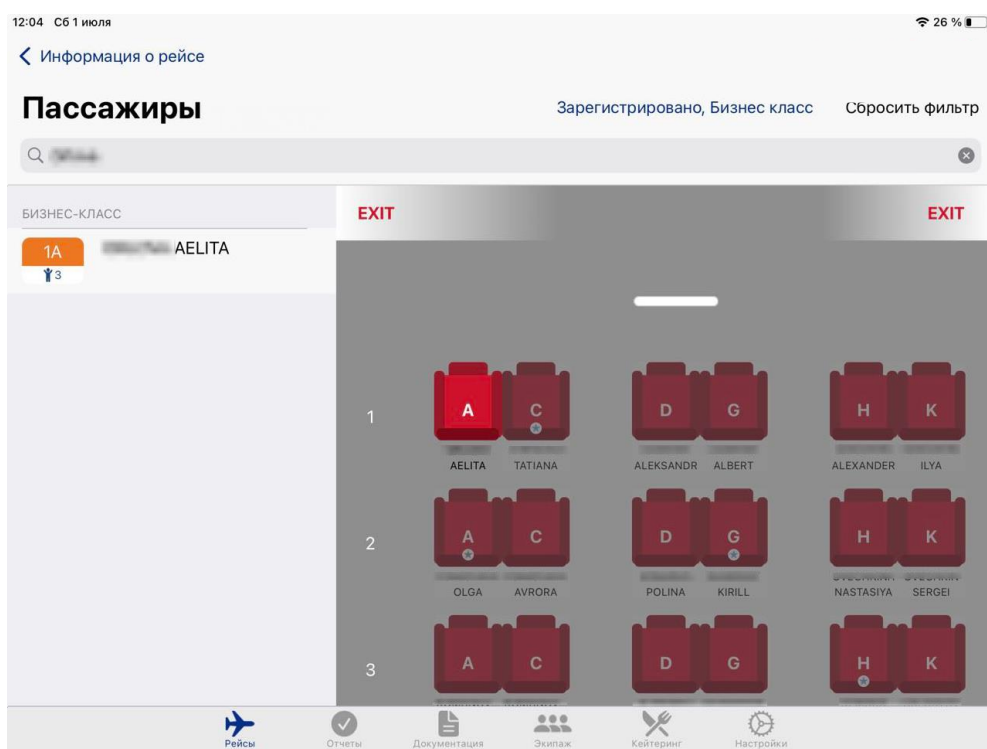 12:04 Сб 1 июля 26 %
Информация о рейсе
Пассажиры Зарегистрировано, Бизнес класс Сбросить фильтр
БИЗНЕС-КЛАСС
1A AELITA
3
EXIT EXIT
1 A C D G H K
AELITA TATIANA ALEKSANDR ALBERT ALEXANDER ILYA
2 A C D G H K
OLGA AVRORA POLINA KIRILL NASTASIYA SERGEI
3 A C D G H K
Рейсы Отчеты Документация Экипаж Кейтеринг Настройки